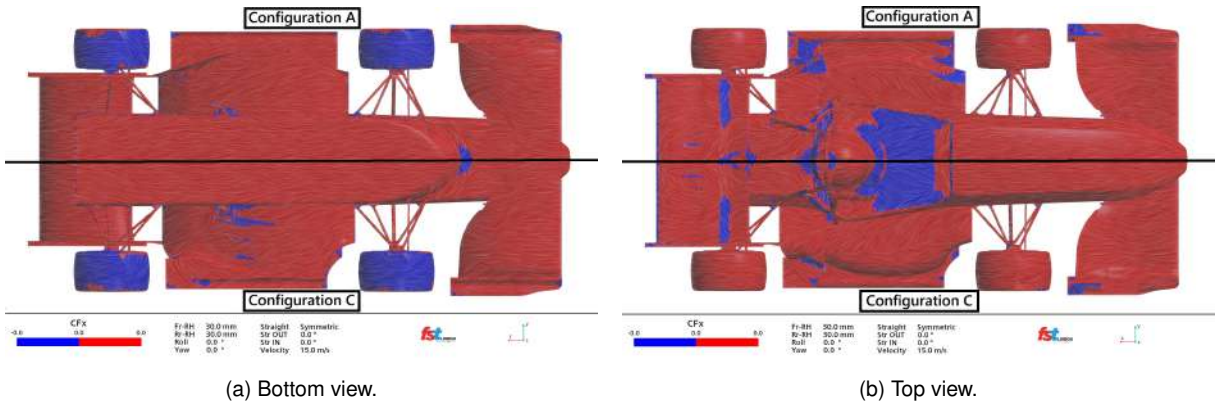 Configuration A
Configuration C
CFx
-0.0 0.0 0.0
Fr-RH 30.0 mm Straight Symmetric
Rr-RH 30.0 mm Str OUT 0.0 °
Roll 0.0 ° Str IN 0.0 °
Yaw 0.0 ° Velocity 15.0 m/s
fst
(a) Bottom view.
Configuration A
Configuration C
CFx
-0.0 0.0 0.0
Fr-RH 30.0 mm Straight Symmetric
Rr-RH 30.0 mm Str OUT 0.0 °
Roll 0.0 ° Str IN 0.0 °
Yaw 0.0 ° Velocity 15.0 m/s
fst
(b) Top view.